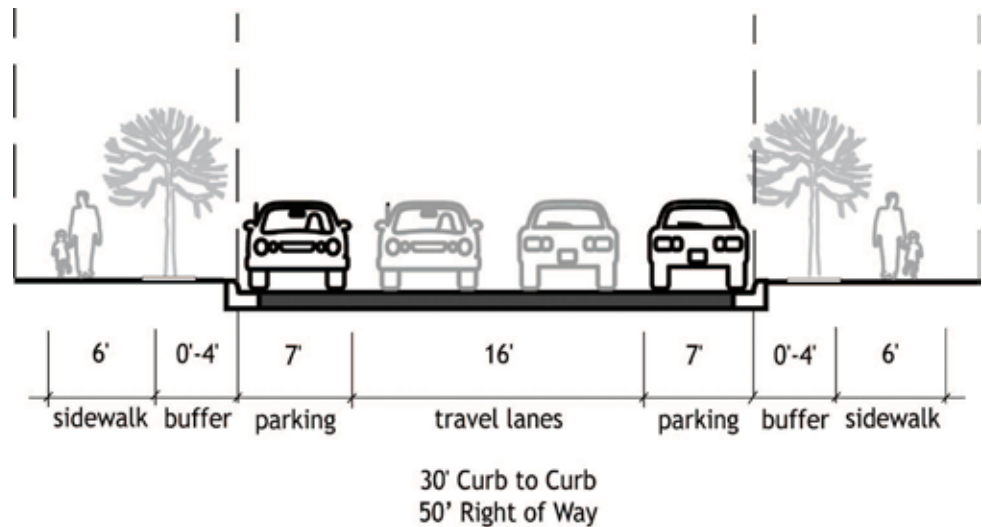 6' 0'-4' 7' 16' 7' 0'-4' 6'
sidewalk buffer parking travel lanes parking buffer sidewalk
30' Curb to Curb
50’ Right of Way